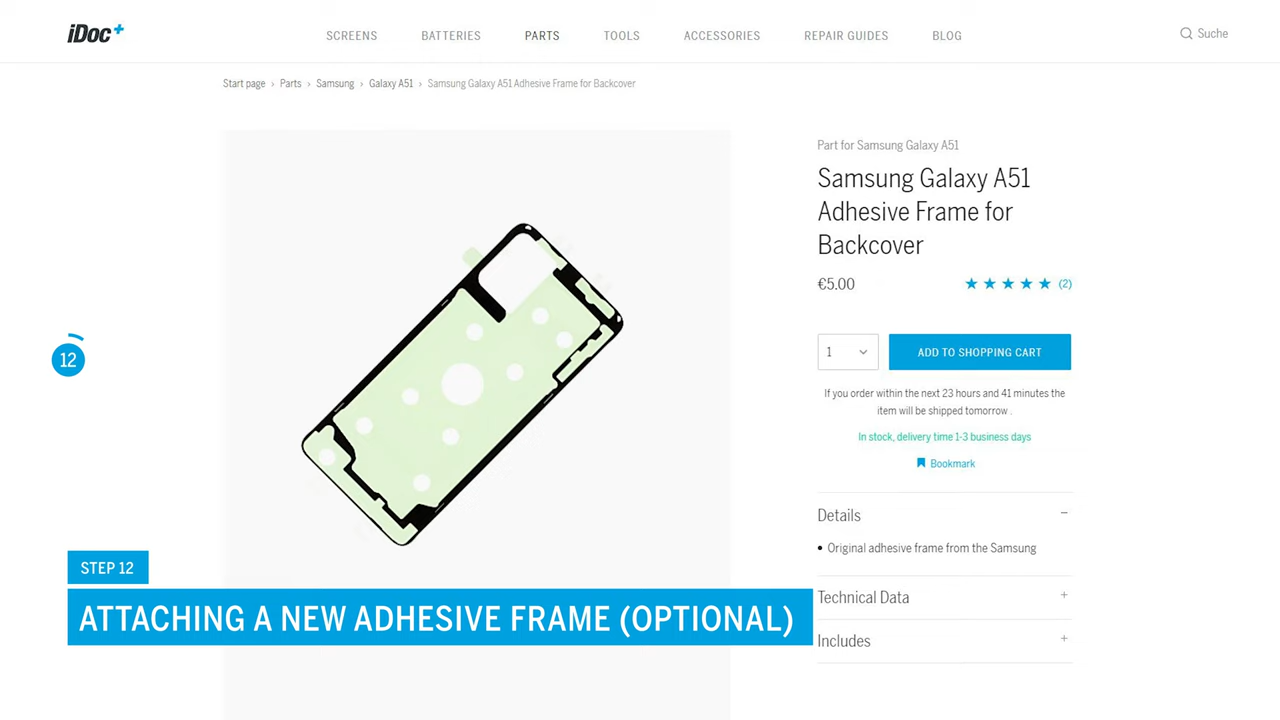 iDoc+
SCREENS BATTERIES PARTS TOOLS ACCESSORIES REPAIR GUIDES BLOG
Suche
Start page › Parts › Samsung › Galaxy A51 › Samsung Galaxy A51 Adhesive Frame for Backcover
Part for Samsung Galaxy A51
Samsung Galaxy A51
Adhesive Frame for
Backcover
€5.00
(2)
1
ADD TO SHOPPING CART
If you order within the next 23 hours and 41 minutes the
item will be shipped tomorrow .
In stock, delivery time 1-3 business days
Bookmark
Details −
• Original adhesive frame from the Samsung
Technical Data +
Includes +
12
STEP 12
ATTACHING A NEW ADHESIVE FRAME (OPTIONAL)